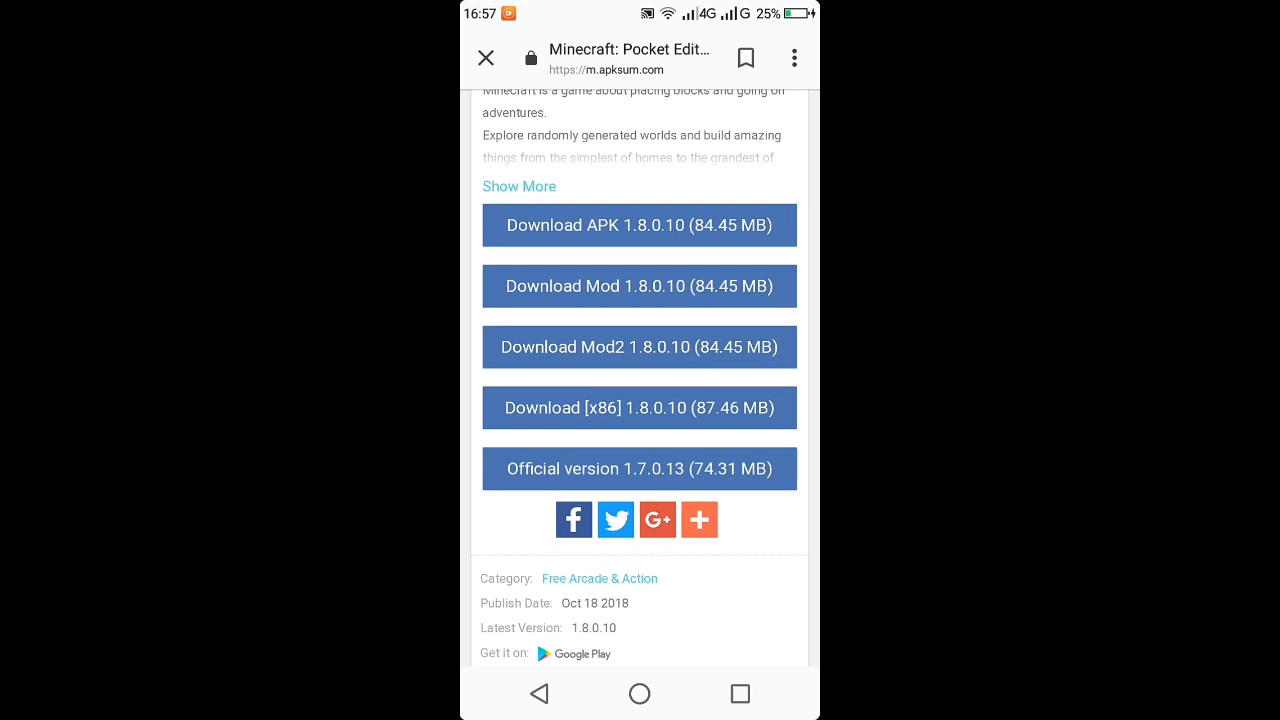 16:57 4G G 25%
Minecraft: Pocket Edit...
https://m.apksum.com
Minecraft is a game about placing blocks and going on
adventures.
Explore randomly generated worlds and build amazing
things from the simplest of homes to the grandest of
Show More
Download APK 1.8.0.10 (84.45 MB)
Download Mod 1.8.0.10 (84.45 MB)
Download Mod2 1.8.0.10 (84.45 MB)
Download [x86] 1.8.0.10 (87.46 MB)
Official version 1.7.0.13 (74.31 MB)
f G+ +
Category: Free Arcade & Action
Publish Date: Oct 18 2018
Latest Version: 1.8.0.10
Get it on: Google Play